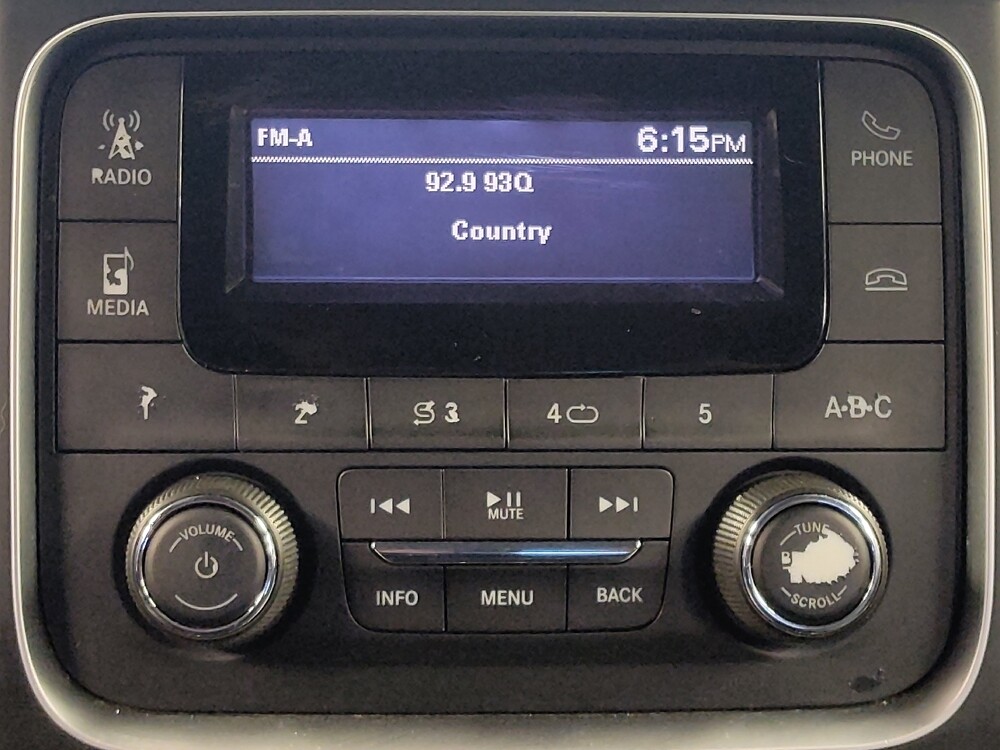 FM-A 6:15PM
92.9 93Q
Country
RADIO
PHONE
MEDIA
2 3 4 5 A·B·C
VOLUME
MUTE
TUNE
SCROLL
INFO MENU BACK